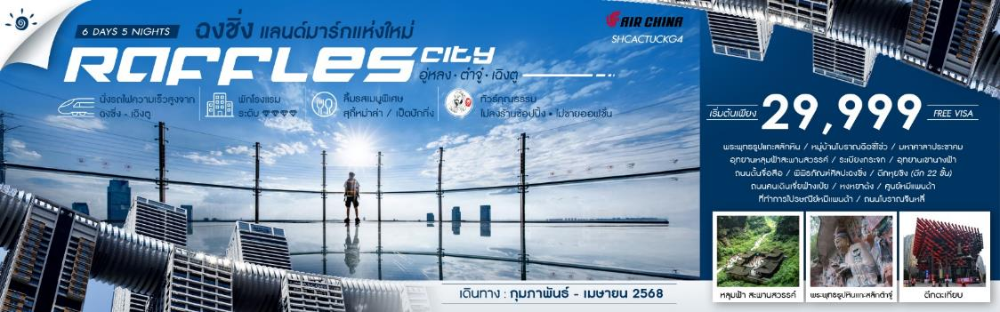 6 DAYS 5 NIGHTS
ฉงชิ่ง แลนด์มาร์กแห่งใหม่
RAFFLES CITY
อู่หลง • ต้าจู๋ • เฉิงตู
นั่งรถไฟความเร็วสูงจาก
ฉงชิ่ง - เฉิงตู
พักโรงแรม
ระดับ
ลิ้มรสเมนูพิเศษ
สุกี้หม่าล่า / เป็ดปักกิ่ง
ทัวร์คุณธรรม
ไม่ลงร้านช้อปปิ้ง • ไม่ขายออฟชั่น
AIR CHINA
SHCACTUCKG4
เริ่มต้นเพียง 29,999 FREE VISA
พระพุทธรูปแกะสลักหิน / หมู่บ้านโบราณฉือชี่โข่ว / มหาศาลาประชาคม
อุทยานหลุมฟ้าสะพานสวรรค์ / ระเบียงกระจก / อุทยานเขานางฟ้า
ถนนตั้นจื่อสือ / พิพิธภัณฑ์ศิลปะฉงชิ่ง / ตึกหุยซิง (ตึก 22 ชั้น)
ถนนคนเดินเจี่ยฟ่างเป่ย / หงหยาต้ง / ศูนย์หมีแพนด้า
ที่ทำการไปรษณีย์หมีแพนด้า / ถนนโบราณจินหลี่
หลุมฟ้า สะพานสวรรค์
พระพุทธรูปหินแกะสลักต้าจู๋
ตึกตะเกียบ
เดินทาง : กุมภาพันธ์ - เมษายน 2568